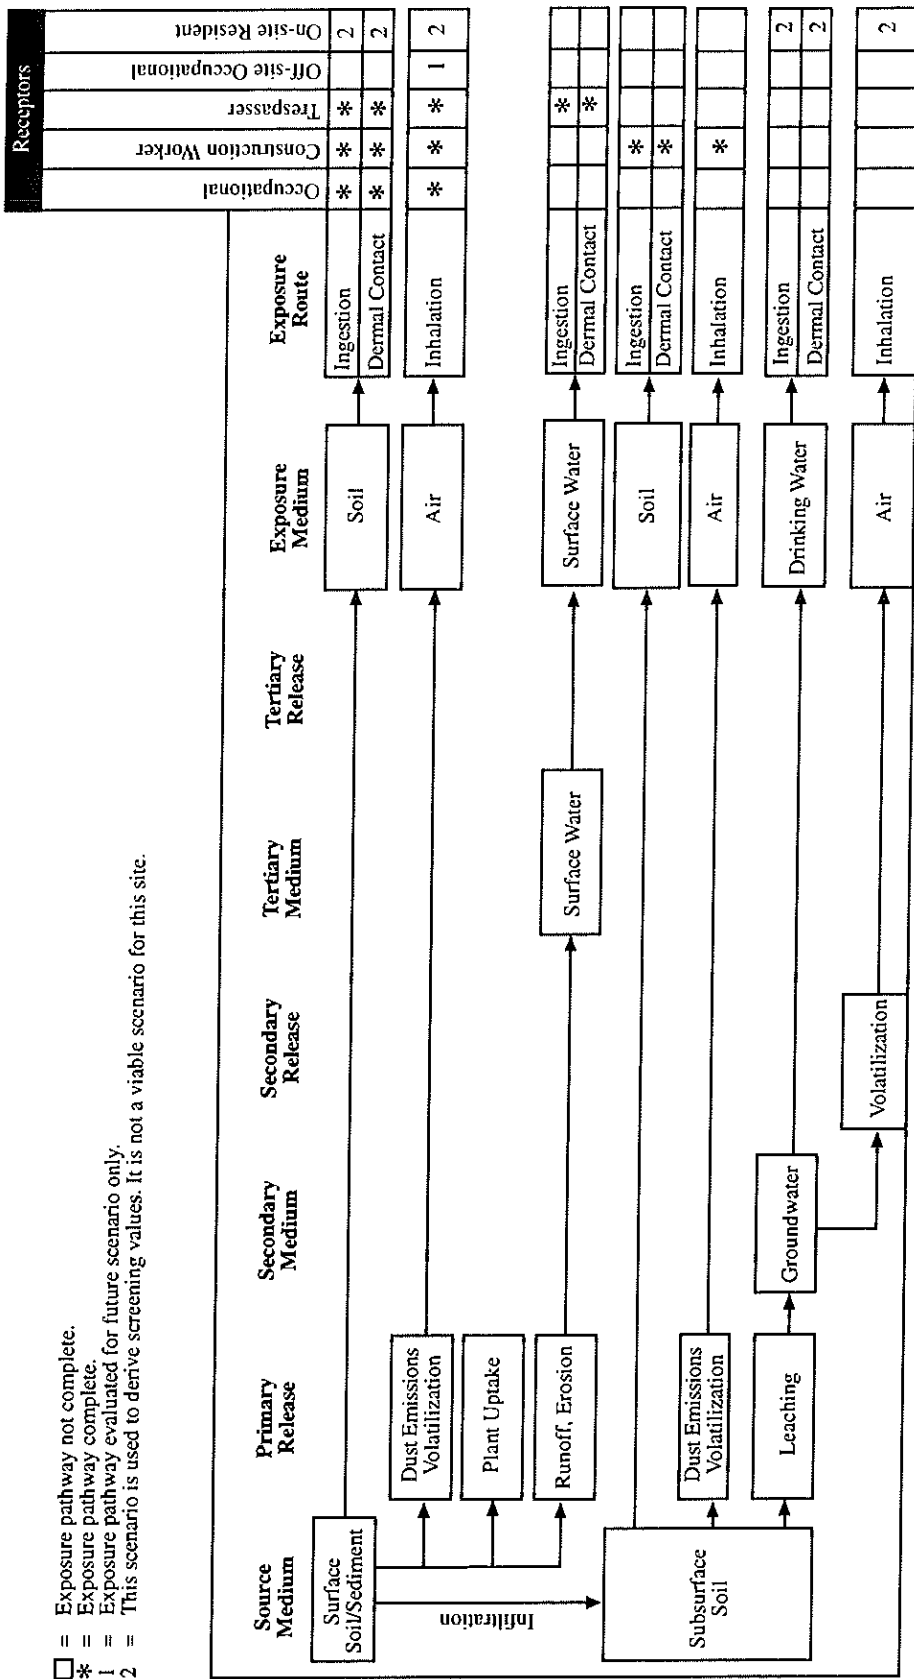 □ = Exposure pathway not complete.
* = Exposure pathway complete.
1 = Exposure pathway evaluated for future scenario only.
2 = This scenario is used to derive screening values. It is not a viable scenario for this site.
Receptors
Occupational
Construction Worker
Trespasser
Off-site Occupational
On-site Resident
Source
Medium
Primary
Release
Secondary
Medium
Secondary
Release
Tertiary
Medium
Tertiary
Release
Exposure
Medium
Exposure
Route
Surface
Soil/Sediment
Soil
Ingestion * * * 2
Dermal Contact * * * 2
Dust Emissions
Volatilization
Air
Inhalation * * * 1 2
Plant Uptake
Runoff, Erosion
Surface Water
Surface Water
Ingestion *
Dermal Contact *
Infiltration
Subsurface
Soil
Soil
Ingestion *
Dermal Contact *
Dust Emissions
Volatilization
Air
Inhalation *
Leaching
Groundwater
Drinking Water
Ingestion 2
Dermal Contact 2
Volatilization
Air
Inhalation 2